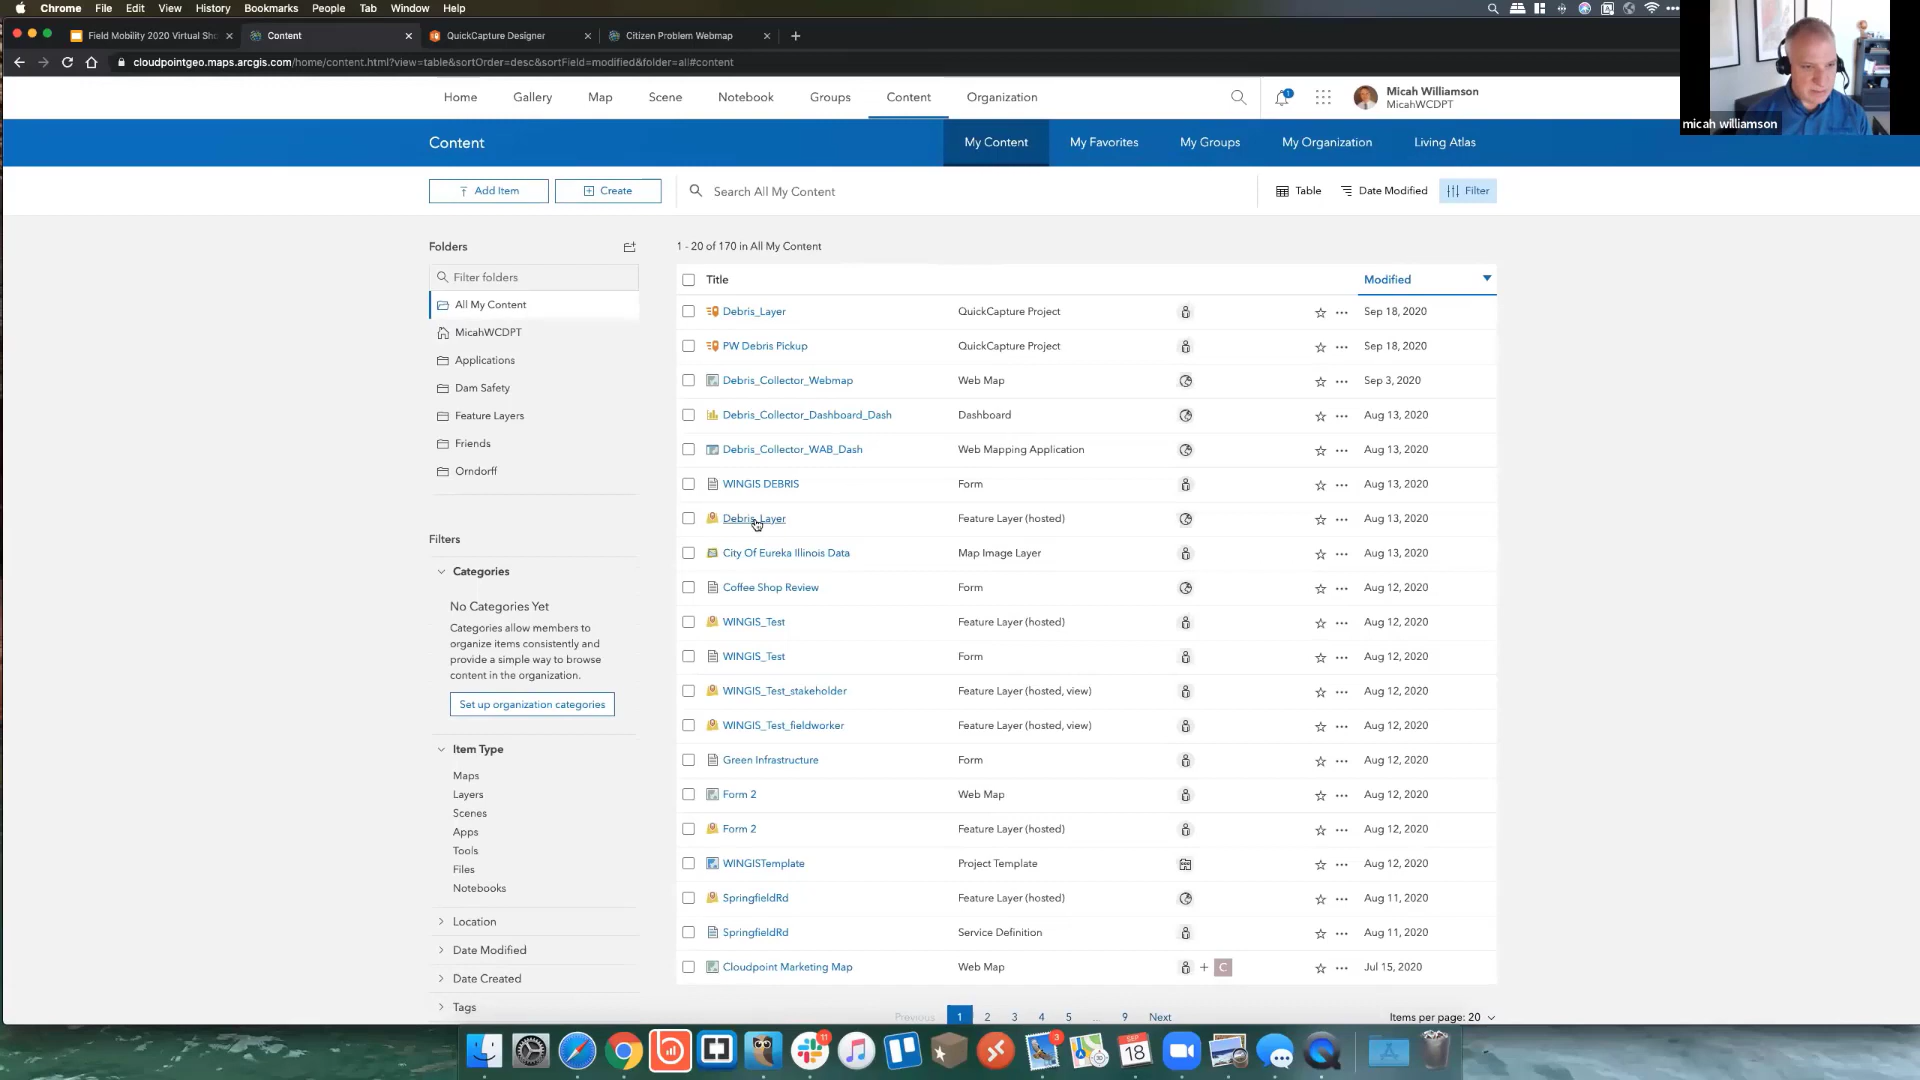 Chrome File Edit View History Bookmarks People Tab Window Help
Field Mobility 2020 Virtual Sho
Content
QuickCapture Designer
Citizen Problem Webmap
cloudpointgeo.maps.arcgis.com/home/content.html?view=table&sortOrder=desc&sortField=modified&folder=all#content
Home Gallery Map Scene Notebook Groups Content Organization
1
Micah Williamson
MicahWCDPT
micah williamson
Content
My Content My Favorites My Groups My Organization Living Atlas
Add Item Create Search All My Content Table Date Modified Filter
Folders
Filter folders
All My Content
MicahWCDPT
Applications
Dam Safety
Feature Layers
Friends
Orndorff
Filters
Categories
No Categories Yet
Categories allow members to
organize items consistently and
provide a simple way to browse
content in the organization.
Set up organization categories
Item Type
Maps
Layers
Scenes
Apps
Tools
Files
Notebooks
Location
Date Modified
Date Created
Tags
1 - 20 of 170 in All My Content
Title Modified
Debris_Layer QuickCapture Project Sep 18, 2020
PW Debris Pickup QuickCapture Project Sep 18, 2020
Debris_Collector_Webmap Web Map Sep 3, 2020
Debris_Collector_Dashboard_Dash Dashboard Aug 13, 2020
Debris_Collector_WAB_Dash Web Mapping Application Aug 13, 2020
WINGIS DEBRIS Form Aug 13, 2020
Debris_Layer Feature Layer (hosted) Aug 13, 2020
City Of Eureka Illinois Data Map Image Layer Aug 13, 2020
Coffee Shop Review Form Aug 12, 2020
WINGIS_Test Feature Layer (hosted) Aug 12, 2020
WINGIS_Test Form Aug 12, 2020
WINGIS_Test_stakeholder Feature Layer (hosted, view) Aug 12, 2020
WINGIS_Test_fieldworker Feature Layer (hosted, view) Aug 12, 2020
Green Infrastructure Form Aug 12, 2020
Form 2 Web Map Aug 12, 2020
Form 2 Feature Layer (hosted) Aug 12, 2020
WINGISTemplate Project Template Aug 12, 2020
SpringfieldRd Feature Layer (hosted) Aug 11, 2020
SpringfieldRd Service Definition Aug 11, 2020
Cloudpoint Marketing Map Web Map + C Jul 15, 2020
Previous 1 2 3 4 5 ... 9 Next
Items per page: 20
11
3
SEP
18